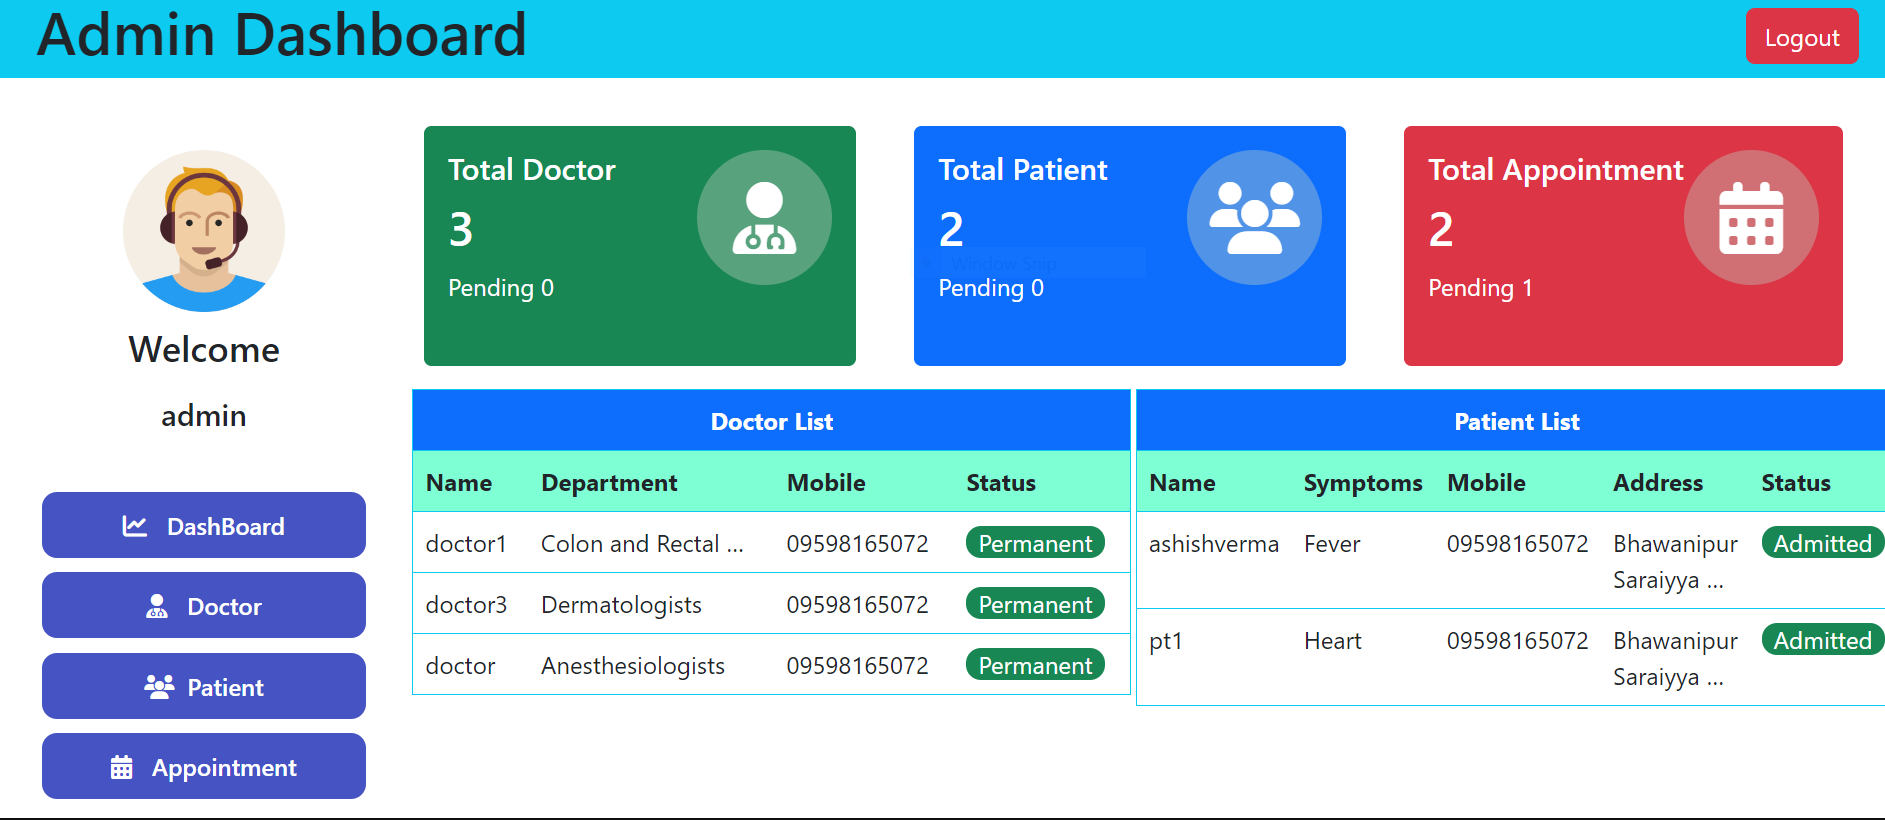 Admin Dashboard
Logout
Welcome
admin
DashBoard
Doctor
Patient
Appointment
Total Doctor
3
Pending 0
Total Patient
2
Window Snip
Pending 0
Total Appointment
2
Pending 1
Doctor List
Name Department Mobile Status
doctor1 Colon and Rectal ... 09598165072 Permanent
doctor3 Dermatologists 09598165072 Permanent
doctor Anesthesiologists 09598165072 Permanent
Patient List
Name Symptoms Mobile Address Status
ashishverma Fever 09598165072 Bhawanipur Admitted
Saraiyya ...
pt1 Heart 09598165072 Bhawanipur Admitted
Saraiyya ...